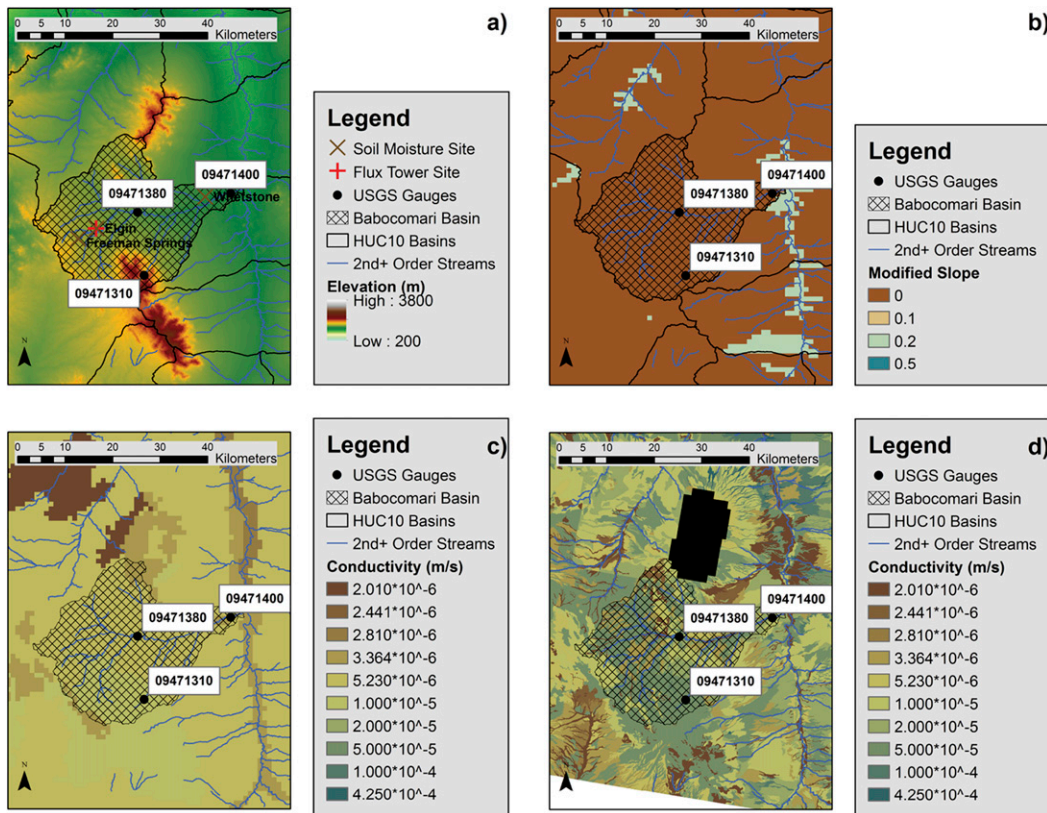 0 5 10 20 30 40
Kilometers
a)
09471400
09471380
Whetstone
Elgin
Freeman Springs
09471310
N
Legend
Soil Moisture Site
Flux Tower Site
USGS Gauges
Babocomari Basin
HUC10 Basins
2nd+ Order Streams
Elevation (m)
High : 3800
Low : 200
0 5 10 20 30 40
Kilometers
b)
09471400
09471380
09471310
N
Legend
USGS Gauges
Babocomari Basin
HUC10 Basins
2nd+ Order Streams
Modified Slope
0
0.1
0.2
0.5
0 5 10 20 30 40
Kilometers
c)
09471400
09471380
09471310
N
Legend
USGS Gauges
Babocomari Basin
HUC10 Basins
2nd+ Order Streams
Conductivity (m/s)
2.010*10^-6
2.441*10^-6
2.810*10^-6
3.364*10^-6
5.230*10^-6
1.000*10^-5
2.000*10^-5
5.000*10^-5
1.000*10^-4
4.250*10^-4
0 5 10 20 30 40
Kilometers
d)
09471400
09471380
09471310
N
Legend
USGS Gauges
Babocomari Basin
HUC10 Basins
2nd+ Order Streams
Conductivity (m/s)
2.010*10^-6
2.441*10^-6
2.810*10^-6
3.364*10^-6
5.230*10^-6
1.000*10^-5
2.000*10^-5
5.000*10^-5
1.000*10^-4
4.250*10^-4